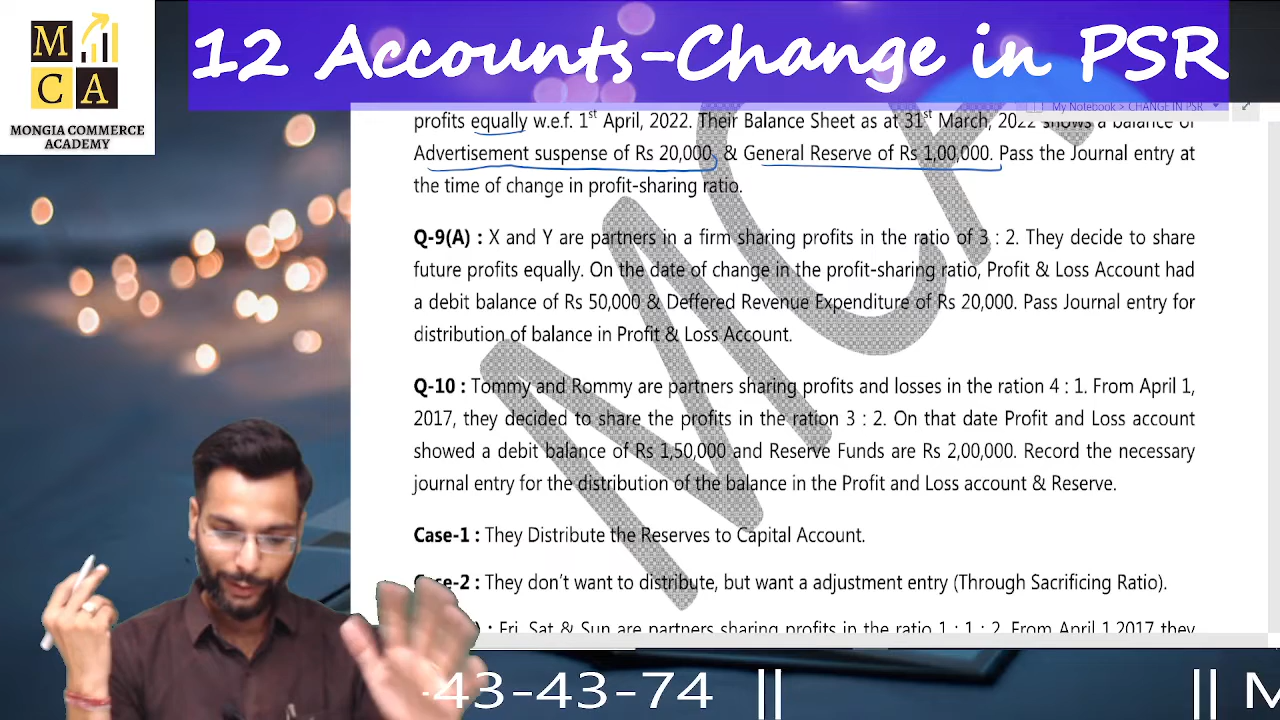 12 Accounts-Change in PSR
M
C A
MONGIA COMMERCE
ACADEMY
My Notebook > CHANGE IN PSR
profits equally w.e.f. 1st April, 2022. Their Balance Sheet as at 31st March, 2022 shows a balance of
Advertisement suspense of Rs 20,000, & General Reserve of Rs 1,00,000. Pass the Journal entry at
the time of change in profit-sharing ratio.
Q-9(A) : X and Y are partners in a firm sharing profits in the ratio of 3 : 2. They decide to share
future profits equally. On the date of change in the profit-sharing ratio, Profit & Loss Account had
a debit balance of Rs 50,000 & Deffered Revenue Expenditure of Rs 20,000. Pass Journal entry for
distribution of balance in Profit & Loss Account.
Q-10 : Tommy and Rommy are partners sharing profits and losses in the ration 4 : 1. From April 1,
2017, they decided to share the profits in the ration 3 : 2. On that date Profit and Loss account
showed a debit balance of Rs 1,50,000 and Reserve Funds are Rs 2,00,000. Record the necessary
journal entry for the distribution of the balance in the Profit and Loss account & Reserve.
Case-1 : They Distribute the Reserves to Capital Account.
Case-2 : They don't want to distribute, but want a adjustment entry (Through Sacrificing Ratio).
: Fri, Sat & Sun are partners sharing profits in the ratio 1 : 1 : 2. From April 1,2017 they
MCA
-43-43-74 || || M